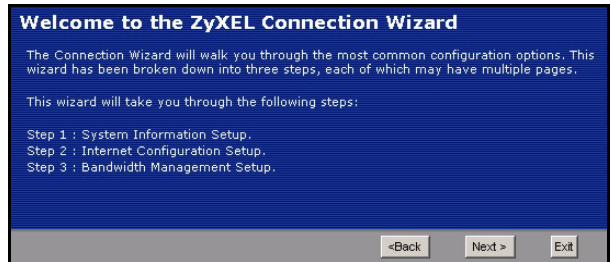 Welcome to the ZyXEL Connection Wizard
The Connection Wizard will walk you through the most common configuration options. This
wizard has been broken down into three steps, each of which may have multiple pages.
This wizard will take you through the following steps:
Step 1 : System Information Setup.
Step 2 : Internet Configuration Setup.
Step 3 : Bandwidth Management Setup.
<Back Next > Exit